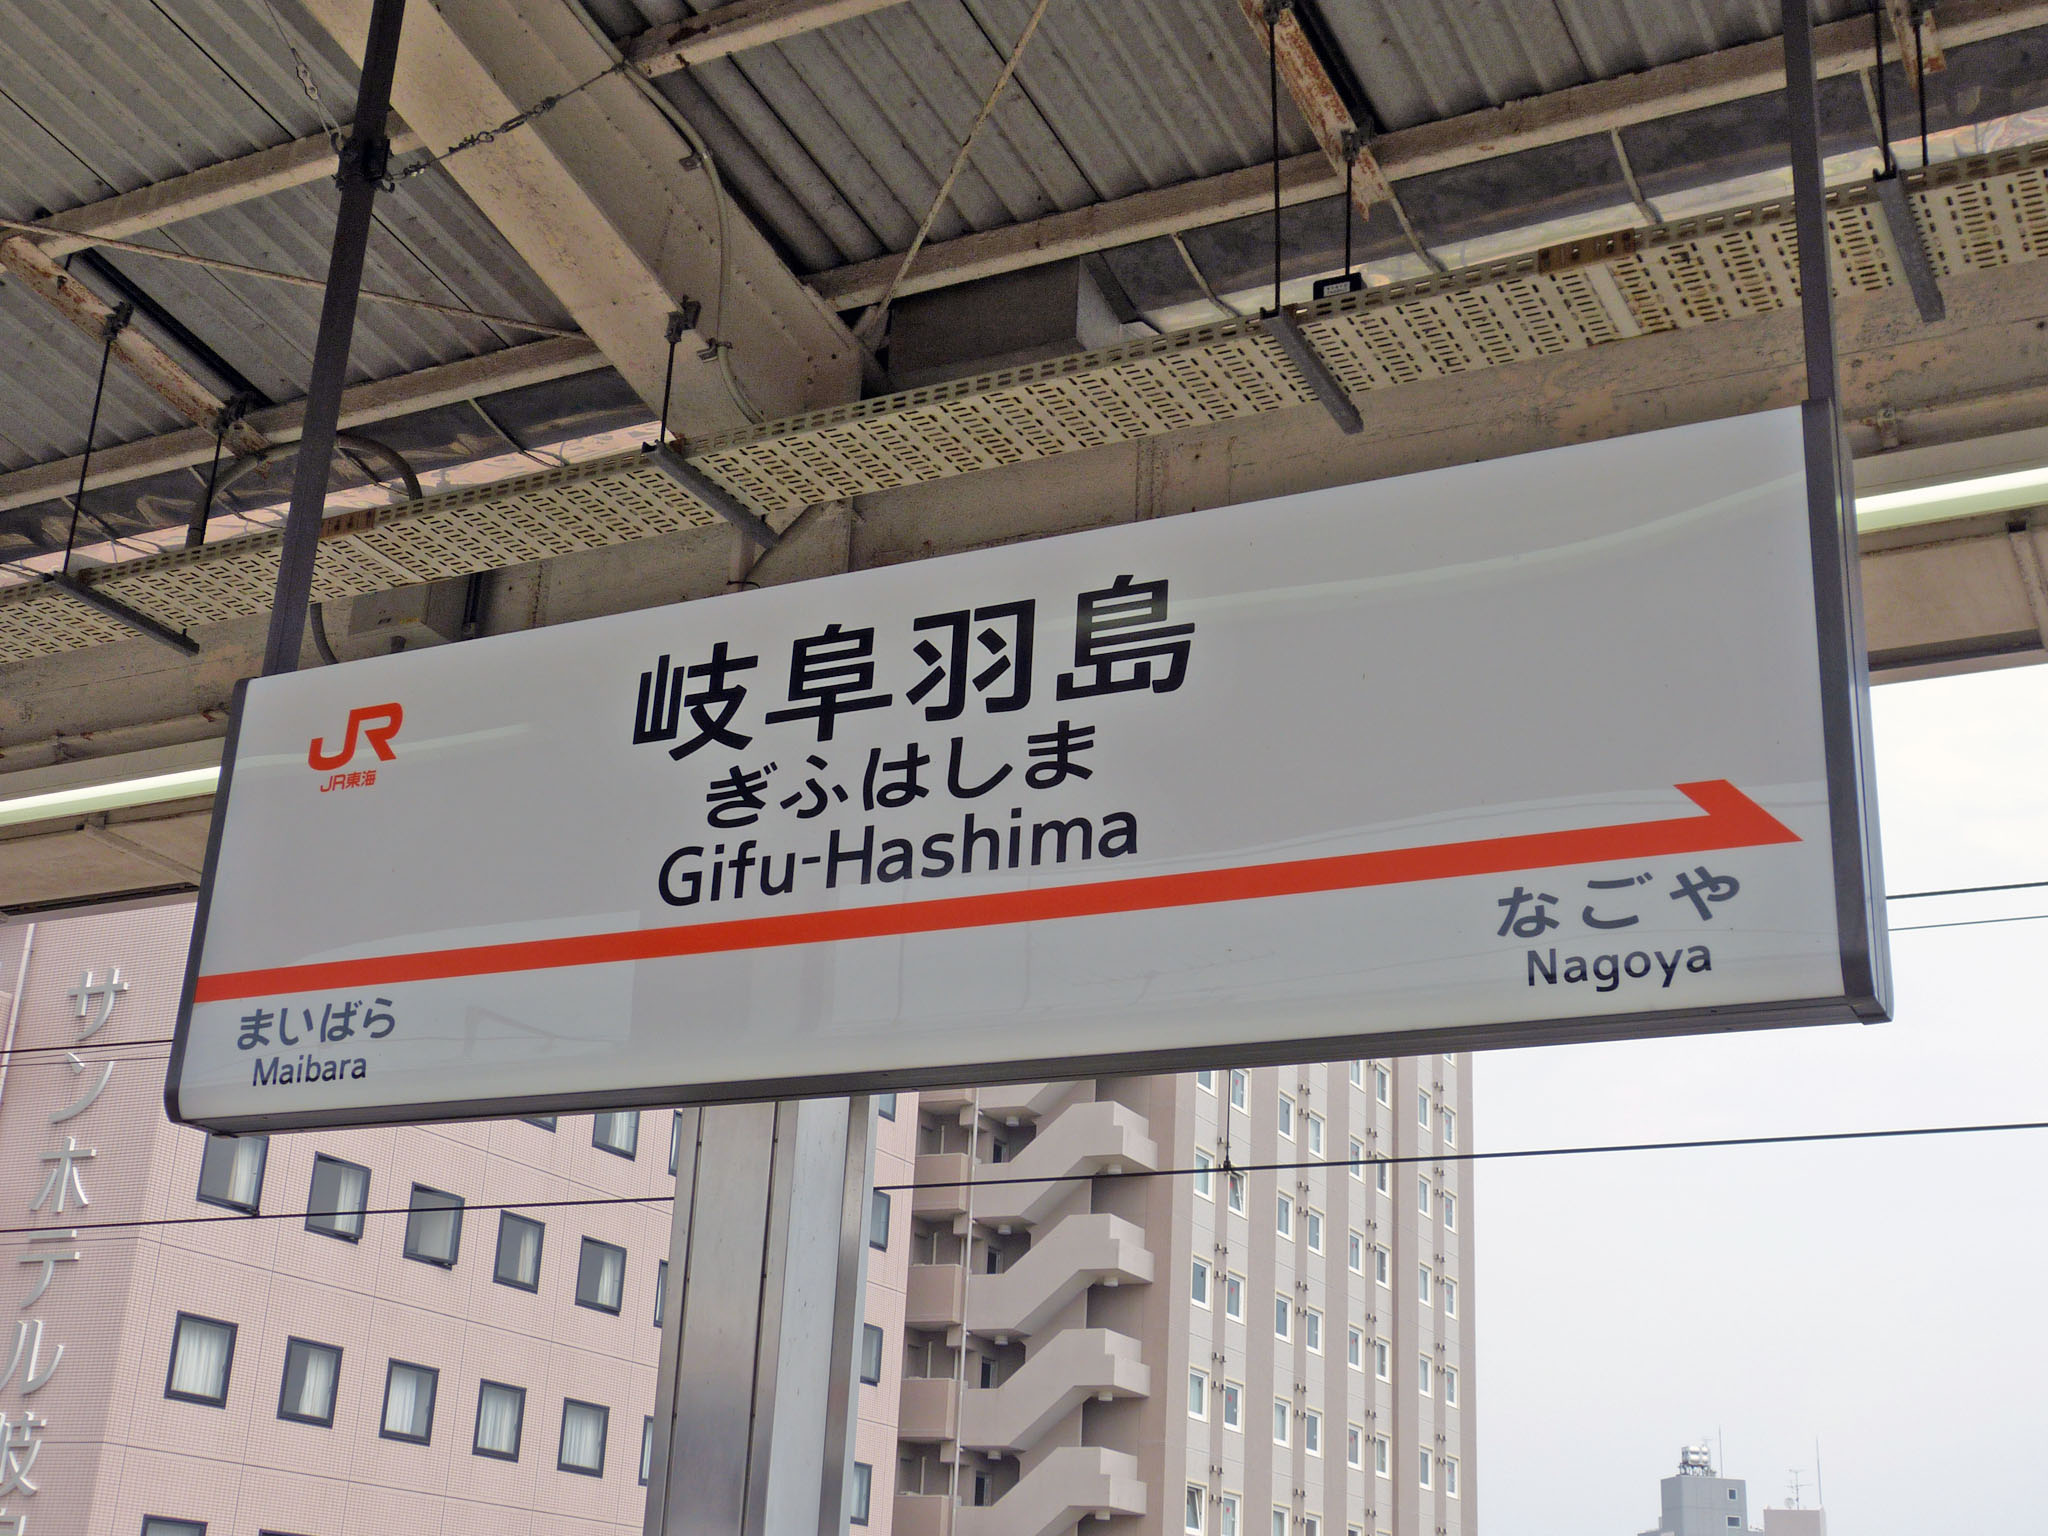 JR
JR東海
岐阜羽島
ぎふはしま
Gifu-Hashima
まいばら
Maibara
なごや
Nagoya
サンホテル岐